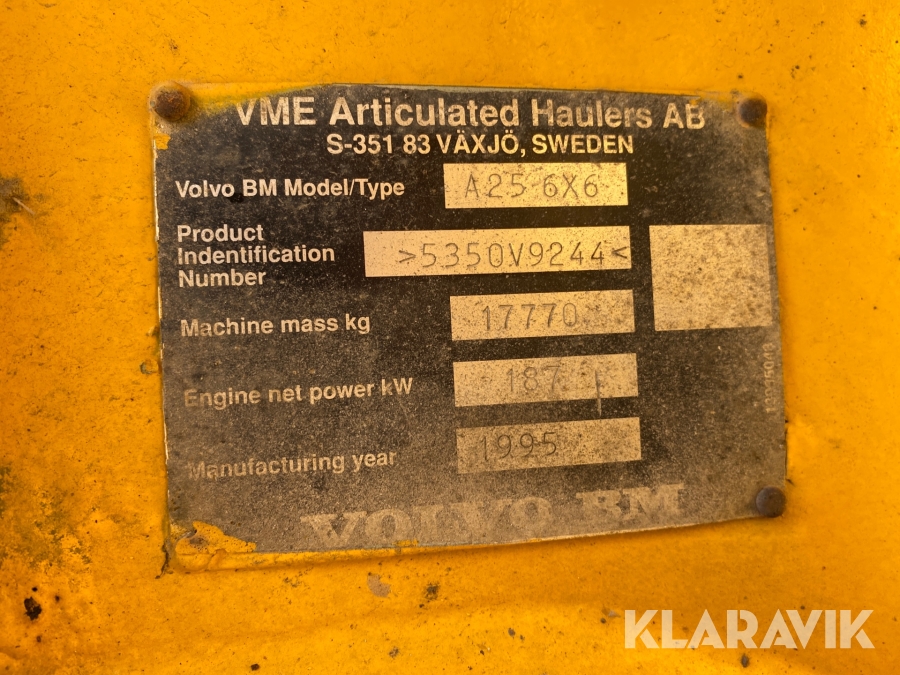 VME Articulated Haulers AB
S-351 83 VÄXJÖ, SWEDEN
Volvo BM Model/Type A25 6X6
Product
Indentification
Number >5350V9244<
Machine mass kg 17770
Engine net power kW 187
Manufacturing year 1995
VOLVO BM
KLARAVIK